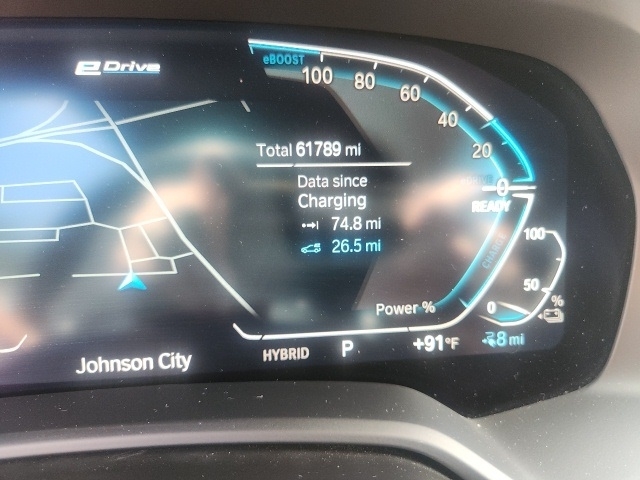 eDrive
eBOOST
100
80
60
40
20
0
READY
CHARGE
Total 61789 mi
Data since
Charging
74.8 mi
26.5 mi
Power %
100
50
0
%
HYBRID
P
+91°F
8 mi
Johnson City